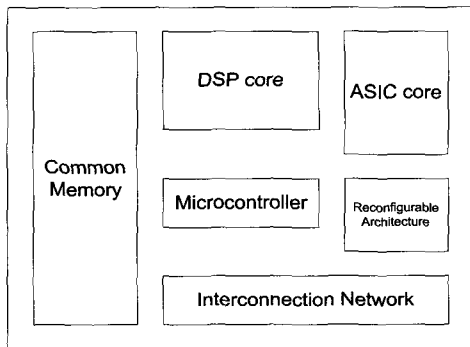 DSP core
ASIC core
Common
Memory
Microcontroller
Reconfigurable
Architecture
Interconnection Network